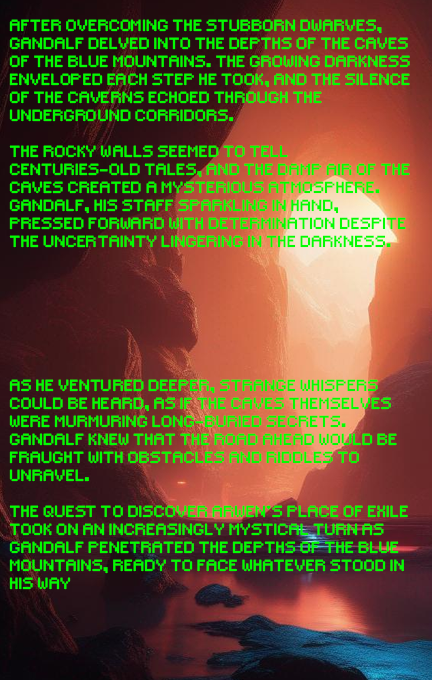 AFTER OVERCOMING THE STUBBORN DWARVES,
GANDALF DELVED INTO THE DEPTHS OF THE CAVES
OF THE BLUE MOUNTAINS. THE GROWING DARKNESS
ENVELOPED EACH STEP HE TOOK, AND THE SILENCE
OF THE CAVERNS ECHOED THROUGH THE
UNDERGROUND CORRIDORS.
THE ROCKY WALLS SEEMED TO TELL
CENTURIES-OLD TALES, AND THE DAMP AIR OF THE
CAVES CREATED A MYSTERIOUS ATMOSPHERE.
GANDALF, HIS STAFF SPARKLING IN HAND,
PRESSED FORWARD WITH DETERMINATION DESPITE
THE UNCERTAINTY LINGERING IN THE DARKNESS.
AS HE VENTURED DEEPER, STRANGE WHISPERS
COULD BE HEARD, AS IF THE CAVES THEMSELVES
WERE MURMURING LONG-BURIED SECRETS.
GANDALF KNEW THAT THE ROAD AHEAD WOULD BE
FRAUGHT WITH OBSTACLES AND RIDDLES TO
UNRAVEL.
THE QUEST TO DISCOVER ARWEN'S PLACE OF EXILE
TOOK ON AN INCREASINGLY MYSTICAL TURN AS
GANDALF PENETRATED THE DEPTHS OF THE BLUE
MOUNTAINS, READY TO FACE WHATEVER STOOD IN
HIS WAY